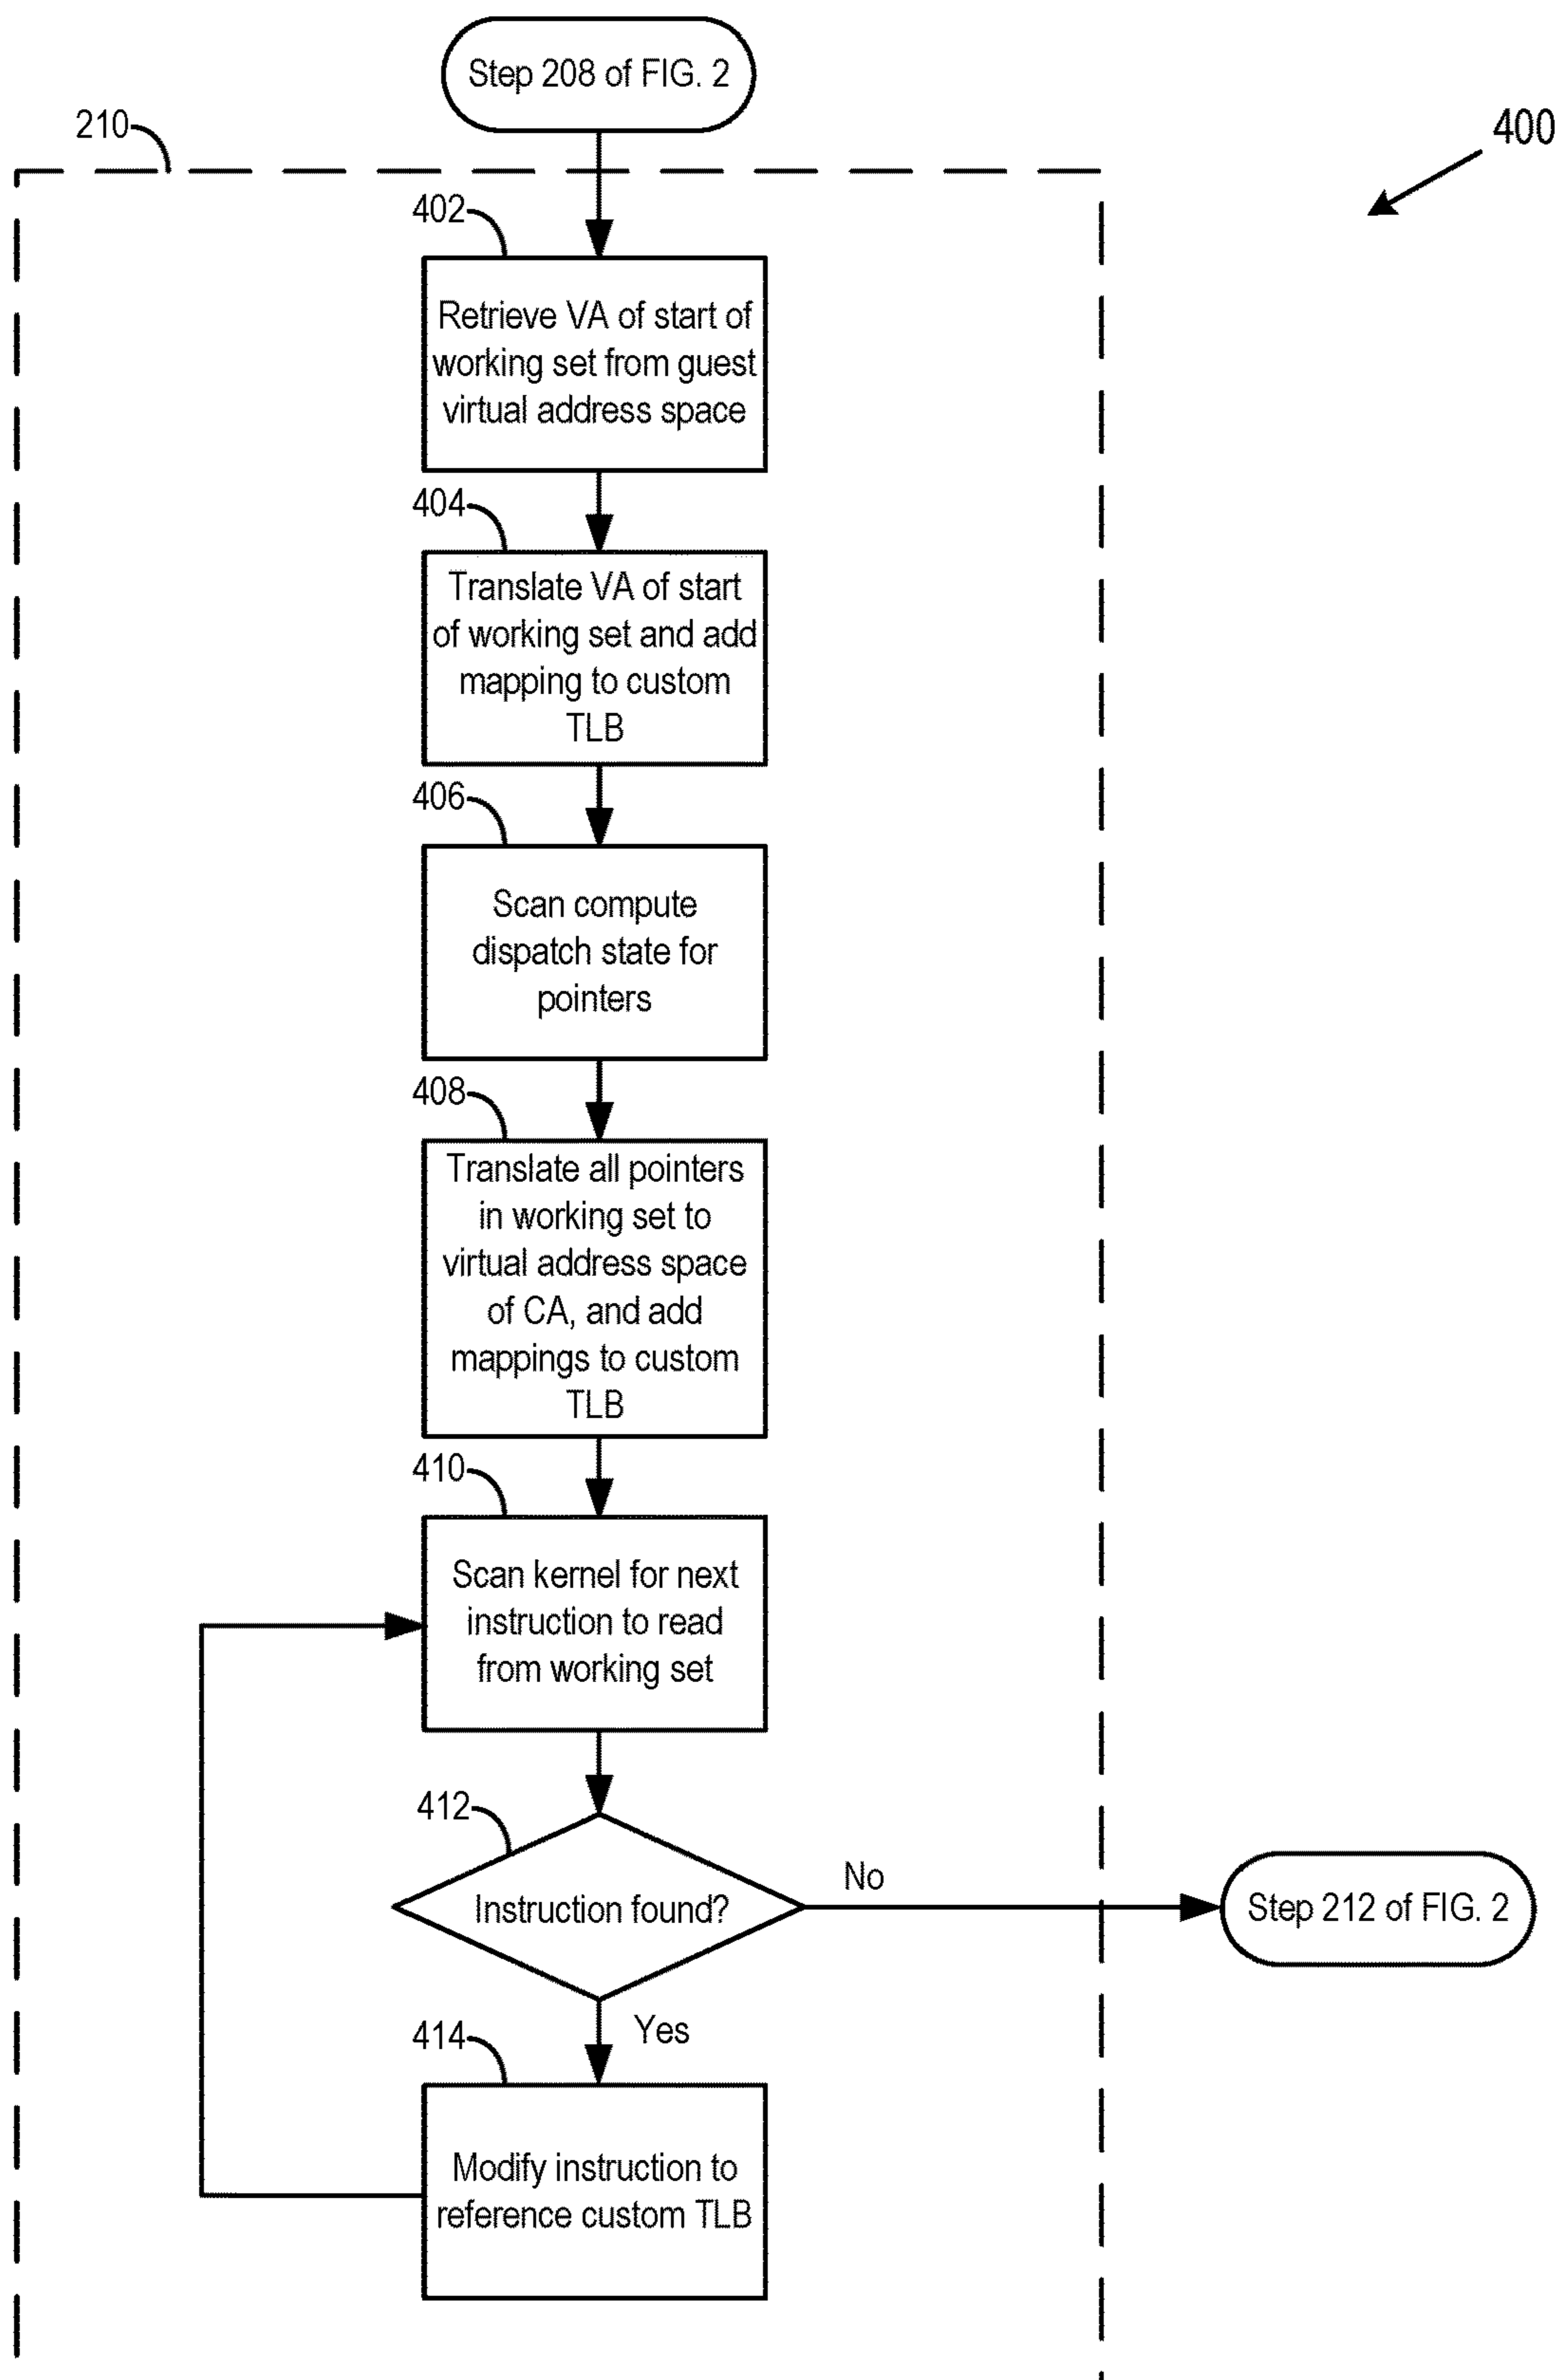 Step 208 of FIG. 2
210
400
402
Retrieve VA of start of
working set from guest
virtual address space
404
Translate VA of start
of working set and add
mapping to custom
TLB
406
Scan compute
dispatch state for
pointers
408
Translate all pointers
in working set to
virtual address space
of CA, and add
mappings to custom
TLB
410
Scan kernel for next
instruction to read
from working set
412
Instruction found?
No
Step 212 of FIG. 2
Yes
414
Modify instruction to
reference custom TLB